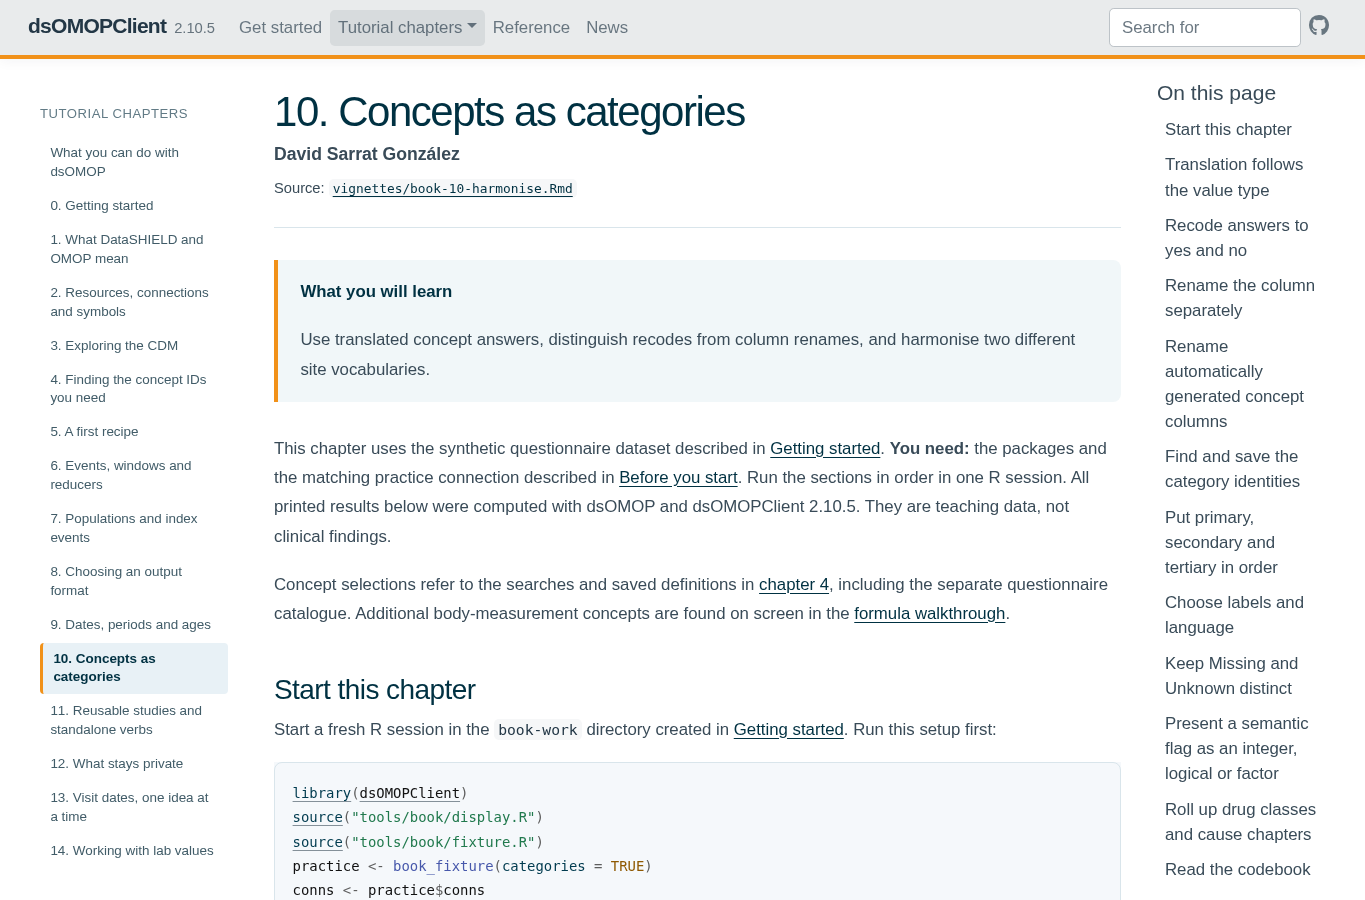 dsOMOPClient 2.10.5 Get started Tutorial chapters Reference News Search for
TUTORIAL CHAPTERS
What you can do with
dsOMOP
0. Getting started
1. What DataSHIELD and
OMOP mean
2. Resources, connections
and symbols
3. Exploring the CDM
4. Finding the concept IDs
you need
5. A first recipe
6. Events, windows and
reducers
7. Populations and index
events
8. Choosing an output
format
9. Dates, periods and ages
10. Concepts as
categories
11. Reusable studies and
standalone verbs
12. What stays private
13. Visit dates, one idea at
a time
14. Working with lab values
10. Concepts as categories
David Sarrat González
Source: vignettes/book-10-harmonise.Rmd
What you will learn
Use translated concept answers, distinguish recodes from column renames, and harmonise two different
site vocabularies.
This chapter uses the synthetic questionnaire dataset described in Getting started. You need: the packages and
the matching practice connection described in Before you start. Run the sections in order in one R session. All
printed results below were computed with dsOMOP and dsOMOPClient 2.10.5. They are teaching data, not
clinical findings.
Concept selections refer to the searches and saved definitions in chapter 4, including the separate questionnaire
catalogue. Additional body-measurement concepts are found on screen in the formula walkthrough.
Start this chapter
Start a fresh R session in the book-work directory created in Getting started. Run this setup first:
library(dsOMOPClient)
source("tools/book/display.R")
source("tools/book/fixture.R")
practice <- book_fixture(categories = TRUE)
conns <- practice$conns
On this page
Start this chapter
Translation follows
the value type
Recode answers to
yes and no
Rename the column
separately
Rename
automatically
generated concept
columns
Find and save the
category identities
Put primary,
secondary and
tertiary in order
Choose labels and
language
Keep Missing and
Unknown distinct
Present a semantic
flag as an integer,
logical or factor
Roll up drug classes
and cause chapters
Read the codebook